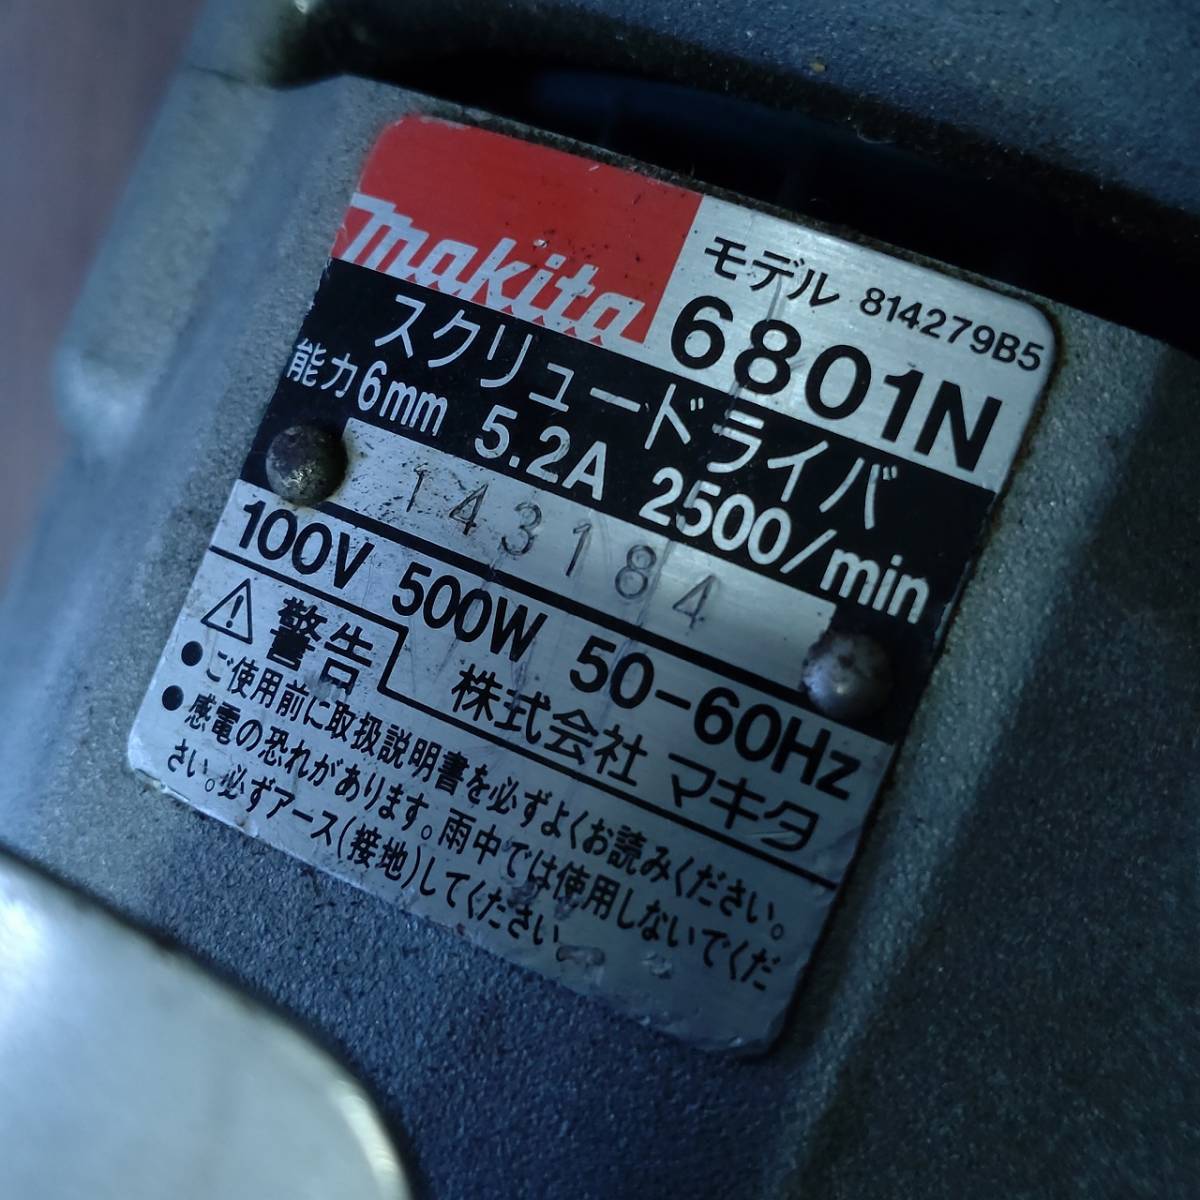 makita
モデル 814279B5
6801N
スクリュードライバ
能力6mm 5.2A 2500/min
143184
100V 500W 50-60Hz
⚠ 警告 株式会社 マキタ
●ご使用前に取扱説明書を必ずよくお読みください。
●感電の恐れがあります。雨中では使用しないでくだ
さい。必ずアース(接地)してください。